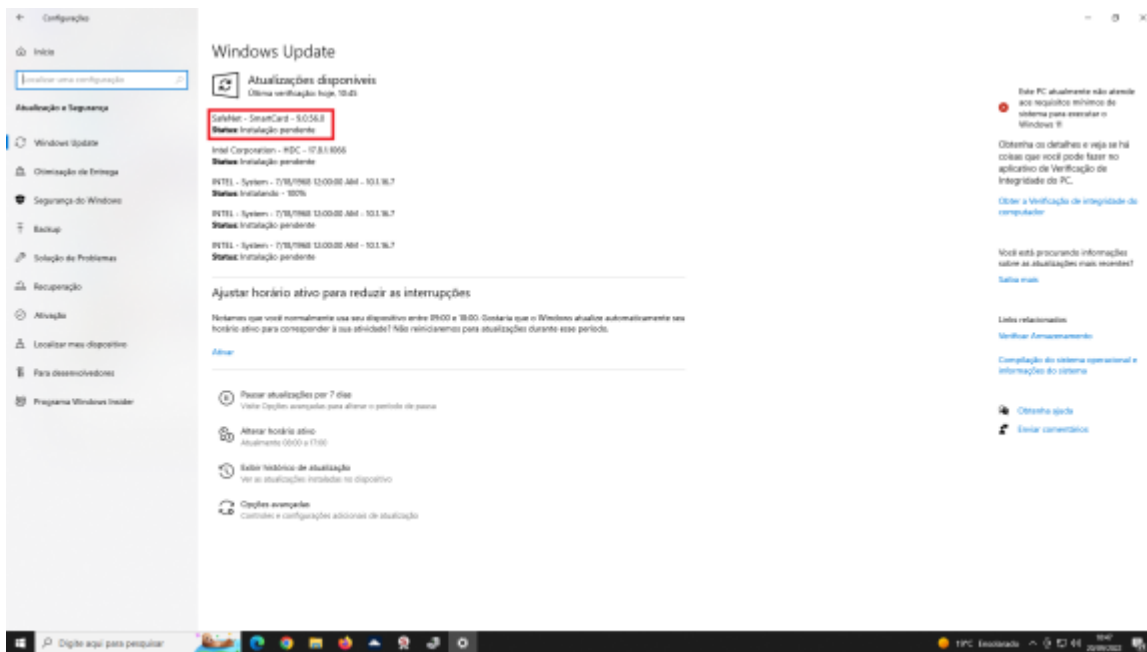 Configurações
Início
Localizar uma configuração
Atualização e Segurança
Windows Update
Otimização de Entrega
Segurança do Windows
Backup
Solução de Problemas
Recuperação
Ativação
Localizar meu dispositivo
Para desenvolvedores
Programa Windows Insider
Windows Update
Atualizações disponíveis
Última verificação: hoje, 10:45
SafeNet - SmartCard - 9.0.56.0
Status: Instalação pendente
Intel Corporation - HDC - 17.8.1.1066
Status: Instalação pendente
INTEL - System - 7/18/1968 12:00:00 AM - 10.1.16.7
Status: Instalando - 100%
INTEL - System - 7/18/1968 12:00:00 AM - 10.1.16.7
Status: Instalação pendente
INTEL - System - 7/18/1968 12:00:00 AM - 10.1.16.7
Status: Instalação pendente
Ajustar horário ativo para reduzir as interrupções
Notamos que você normalmente usa seu dispositivo entre 09:00 e 18:00. Gostaria que o Windows atualize automaticamente seu
horário ativo para corresponder à sua atividade? Não reiniciaremos para atualizações durante esse período.
Ativar
Pausar atualizações por 7 dias
Visite Opções avançadas para alterar o período de pausa
Alterar horário ativo
Atualmente 08:00 a 17:00
Exibir histórico de atualização
Ver as atualizações instaladas no dispositivo
Opções avançadas
Controles e configurações adicionais de atualização
Este PC atualmente não atende
aos requisitos mínimos de
sistema para executar o
Windows 11
Obtenha os detalhes e veja se há
coisas que você pode fazer no
aplicativo de Verificação de
Integridade do PC.
Obter a Verificação de integridade do
computador
Você está procurando informações
sobre as atualizações mais recentes?
Saiba mais
Links relacionados
Verificar Armazenamento
Compilação do sistema operacional e
informações do sistema
Obtenha ajuda
Enviar comentários
Digite aqui para pesquisar
19°C Ensolarado
10:47